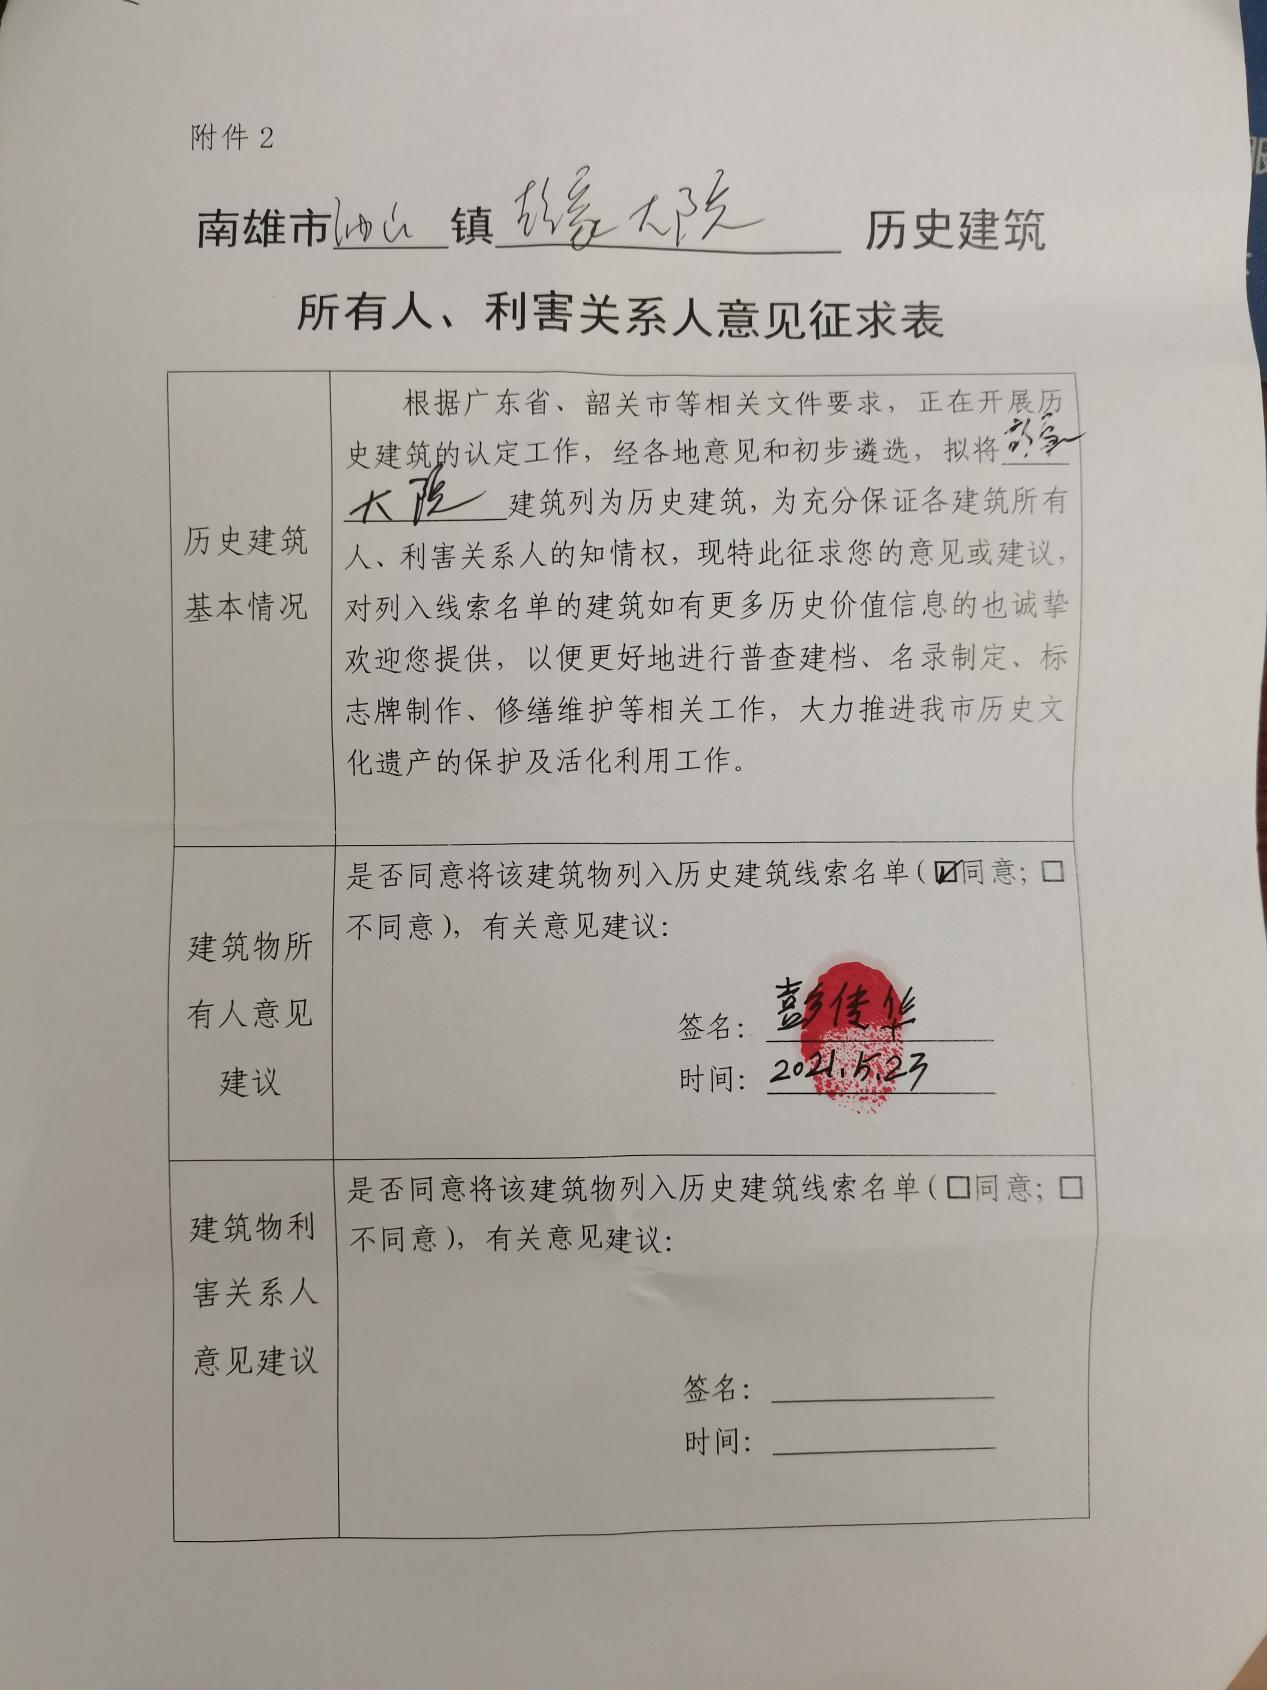 附件2
南雄市油山镇彭家大院 历史建筑
所有人、利害关系人意见征求表
根据广东省、韶关市等相关文件要求，正在开展历
史建筑的认定工作，经各地意见和初步遴选，拟将彭家
大院建筑列为历史建筑，为充分保证各建筑所有
人、利害关系人的知情权，现特此征求您的意见或建议，
对列入线索名单的建筑如有更多历史价值信息的也诚挚
欢迎您提供，以便更好地进行普查建档、名录制定、标
志牌制作、修缮维护等相关工作，大力推进我市历史文
化遗产的保护及活化利用工作。
历史建筑
基本情况
是否同意将该建筑物列入历史建筑线索名单(☑同意；□
不同意)，有关意见建议：
建筑物所
有人意见
建议
签名：彭传华
时间：2021.5.23
是否同意将该建筑物列入历史建筑线索名单(□同意；□
不同意)，有关意见建议：
建筑物利
害关系人
意见建议
签名：
时间：